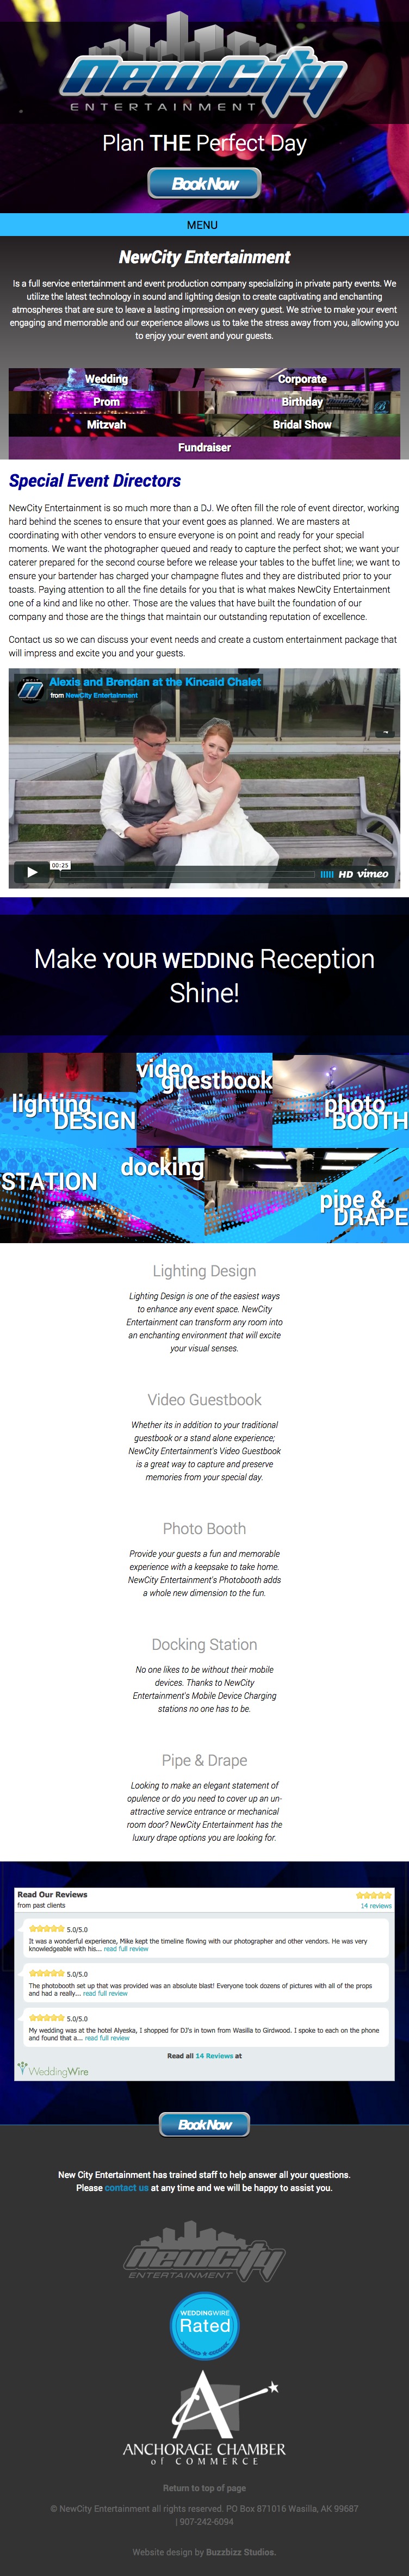 NewCity
ENTERTAINMENT
Plan THE Perfect Day
Book Now
MENU
NewCity Entertainment
Is a full service entertainment and event production company specializing in private party events. We
utilize the latest technology in sound and lighting design to create captivating and enchanting
atmospheres that are sure to leave a lasting impression on every guest. We strive to make your event
engaging and memorable and our experience allows us to take the stress away from you, allowing you
to enjoy your event and your guests.
Wedding
Corporate
Prom
Birthday
Mitzvah
Bridal Show
Fundraiser
Special Event Directors
NewCity Entertainment is so much more than a DJ. We often fill the role of event director, working
hard behind the scenes to ensure that your event goes as planned. We are masters at
coordinating with other vendors to ensure everyone is on point and ready for your special
moments. We want the photographer queued and ready to capture the perfect shot; we want your
caterer prepared for the second course before we release your tables to the buffet line; we want to
ensure your bartender has charged your champagne flutes and they are distributed prior to your
toasts. Paying attention to all the fine details for you that is what makes NewCity Entertainment
one of a kind and like no other. Those are the values that have built the foundation of our
company and those are the things that maintain our outstanding reputation of excellence.
Contact us so we can discuss your event needs and create a custom entertainment package that
will impress and excite you and your guests.
Alexis and Brendan at the Kincaid Chalet
from NewCity Entertainment
00:25
HD vimeo
Make YOUR WEDDING Reception
Shine!
lighting
DESIGN
video
guestbook
photo
BOOTH
docking
STATION
pipe &
DRAPE
Lighting Design
Lighting Design is one of the easiest ways
to enhance any event space. NewCity
Entertainment can transform any room into
an enchanting environment that will excite
your visual senses.
Video Guestbook
Whether its in addition to your traditional
guestbook or a stand alone experience;
NewCity Entertainment's Video Guestbook
is a great way to capture and preserve
memories from your special day.
Photo Booth
Provide your guests a fun and memorable
experience with a keepsake to take home.
NewCity Entertainment's Photobooth adds
a whole new dimension to the fun.
Docking Station
No one likes to be without their mobile
devices. Thanks to NewCity
Entertainment's Mobile Device Charging
stations no one has to be.
Pipe & Drape
Looking to make an elegant statement of
opulence or do you need to cover up an un-
attractive service entrance or mechanical
room door? NewCity Entertainment has the
luxury drape options you are looking for.
Read Our Reviews
from past clients
14 reviews
5.0/5.0
It was a wonderful experience, Mike kept the timeline flowing with our photographer and other vendors. He was very
knowledgeable with his... read full review
5.0/5.0
The photobooth set up that was provided was an absolute blast! Everyone took dozens of pictures with all of the props
and had a really... read full review
5.0/5.0
My wedding was at the hotel Alyeska, I shopped for DJ's in town from Wasilla to Girdwood. I spoke to each on the phone
and found that a... read full review
Read all 14 Reviews at
WeddingWire
Book Now
New City Entertainment has trained staff to help answer all your questions.
Please contact us at any time and we will be happy to assist you.
NewCity
ENTERTAINMENT
WEDDINGWIRE
Rated
ANCHORAGE CHAMBER
of COMMERCE
Return to top of page
© NewCity Entertainment all rights reserved. PO Box 871016 Wasilla, AK 99687
| 907-242-6094
Website design by Buzzbizz Studios.